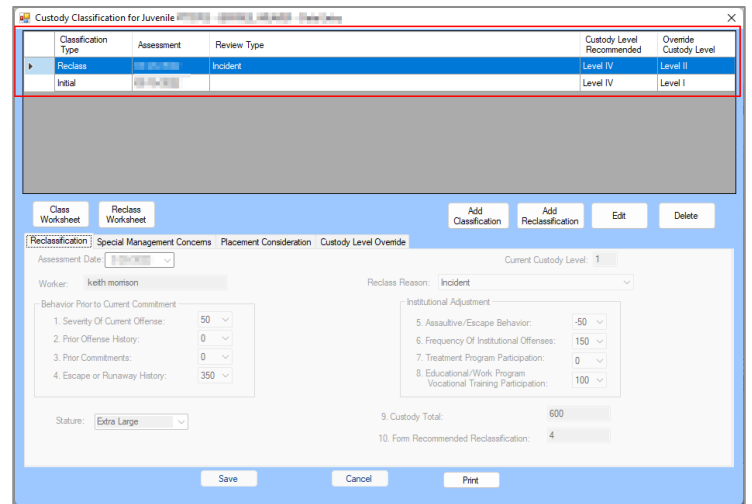 Custody Classification for Juvenile
Classification Type Assessment Review Type Custody Level Recommended Override Custody Level
Reclass Incident Level IV Level II
Initial Level IV Level I
Class Worksheet Reclass Worksheet Add Classification Add Reclassification Edit Delete
Reclassification Special Management Concerns Placement Consideration Custody Level Override
Assessment Date: Current Custody Level: 1
Worker: keith morrison Reclass Reason: Incident
Behavior Prior to Current Commitment Institutional Adjustment
1. Severity Of Current Offense: 50 5. Assaultive/Escape Behavior: -50
2. Prior Offense History: 0 6. Frequency Of Institutional Offenses: 150
3. Prior Commitments: 0 7. Treatment Program Participation: 0
4. Escape or Runaway History: 350 8. Educational/Work Program Vocational Training Participation: 100
Stature: Extra Large 9. Custody Total: 600
10. Form Recommended Reclassification: 4
Save Cancel Print